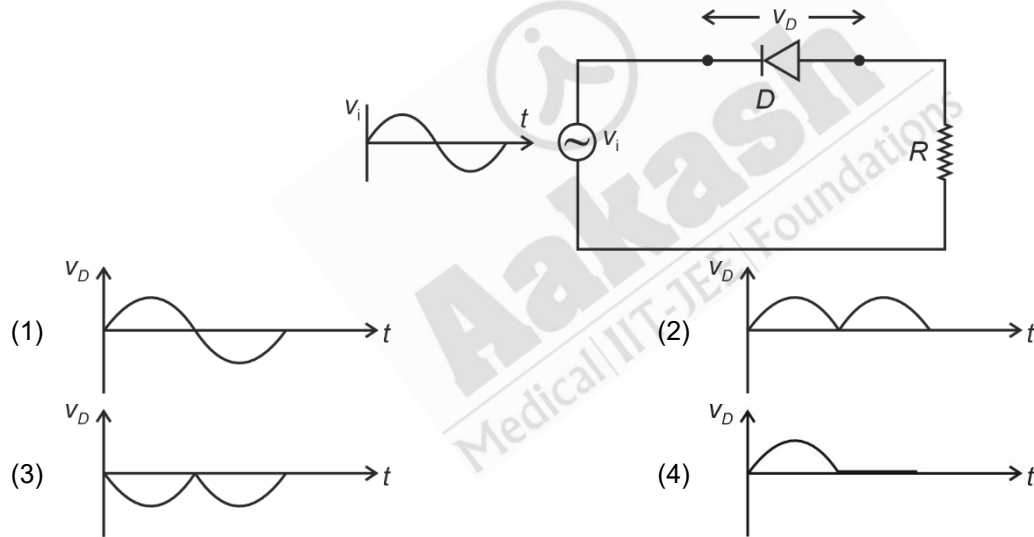 v_D
D
v_i t
v_i
R
Aakash
Medical|IIT-JEE|Foundations
(1) v_D t
(2) v_D t
(3) v_D t
(4) v_D t